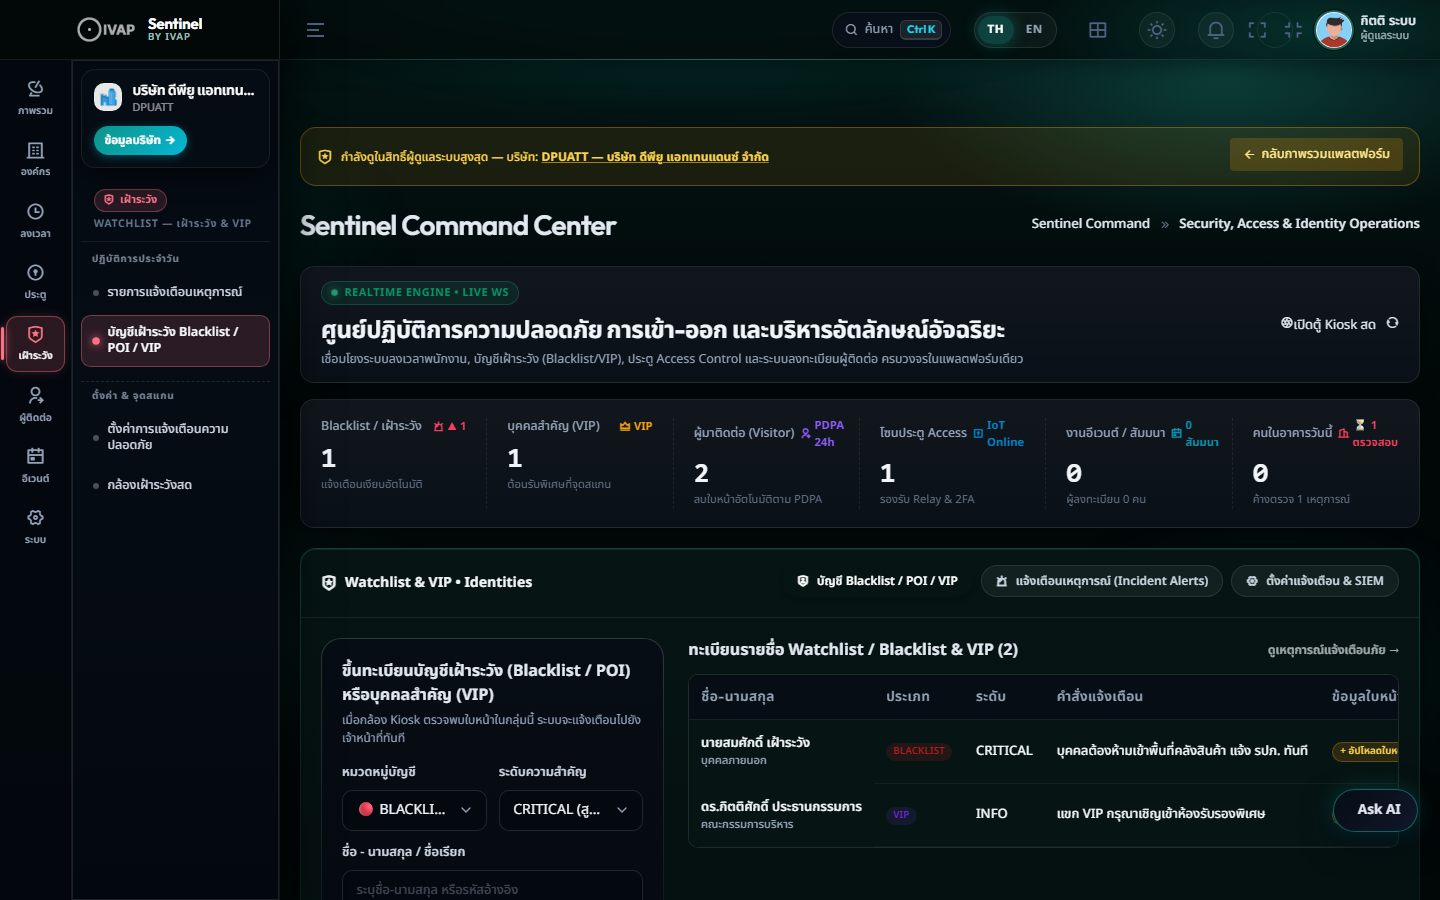 IVAP
Sentinel
BY IVAP
ค้นหา
Ctrl K
TH
EN
กิตติ ระบบ
ผู้ดูแลระบบ
ภาพรวม
องค์กร
ลงเวลา
ประตู
เฝ้าระวัง
ผู้ติดต่อ
อีเวนต์
ระบบ
บริษัท ดีพียู แอทเทน...
DPUATT
ข้อมูลบริษัท →
เฝ้าระวัง
WATCHLIST — เฝ้าระวัง & VIP
ปฏิบัติการประจำวัน
รายการแจ้งเตือนเหตุการณ์
บัญชีเฝ้าระวัง Blacklist /
POI / VIP
ตั้งค่า & จุดสแกน
ตั้งค่าการแจ้งเตือนความ
ปลอดภัย
กล้องเฝ้าระวังสด
กำลังดูในสิทธิ์ผู้ดูแลระบบสูงสุด — บริษัท: DPUATT — บริษัท ดีพียู แอทเทนแดนซ์ จำกัด
← กลับภาพรวมแพลตฟอร์ม
Sentinel Command Center
Sentinel Command » Security, Access & Identity Operations
REALTIME ENGINE • LIVE WS
ศูนย์ปฏิบัติการความปลอดภัย การเข้า-ออก และบริหารอัตลักษณ์อัจฉริยะ
เชื่อมโยงระบบลงเวลาพนักงาน, บัญชีเฝ้าระวัง (Blacklist/VIP), ประตู Access Control และระบบลงทะเบียนผู้ติดต่อ ครบวงจรในแพลตฟอร์มเดียว
เปิดตู้ Kiosk สด
Blacklist / เฝ้าระวัง ▲ 1
1
แจ้งเตือนเงียบอัตโนมัติ
บุคคลสำคัญ (VIP) VIP
1
ต้อนรับพิเศษที่จุดสแกน
ผู้มาติดต่อ (Visitor) PDPA
24h
2
ลบใบหน้าอัตโนมัติตาม PDPA
โซนประตู Access IoT
Online
1
รองรับ Relay & 2FA
งานอีเวนต์ / สัมมนา 0
สัมมนา
0
ผู้ลงทะเบียน 0 คน
คนในอาคารวันนี้ ⏳ 1
ตรวจสอบ
0
ค้างตรวจ 1 เหตุการณ์
Watchlist & VIP • Identities
บัญชี Blacklist / POI / VIP
แจ้งเตือนเหตุการณ์ (Incident Alerts)
ตั้งค่าแจ้งเตือน & SIEM
ขึ้นทะเบียนบัญชีเฝ้าระวัง (Blacklist / POI)
หรือบุคคลสำคัญ (VIP)
เมื่อกล้อง Kiosk ตรวจพบใบหน้าในกลุ่มนี้ ระบบจะแจ้งเตือนไปยัง
เจ้าหน้าที่ทันที
หมวดหมู่บัญชี
ระดับความสำคัญ
BLACKLI...
CRITICAL (สู...
ชื่อ - นามสกุล / ชื่อเรียก
ระบุชื่อ-นามสกุล หรือรหัสอ้างอิง
ทะเบียนรายชื่อ Watchlist / Blacklist & VIP (2)
ดูเหตุการณ์แจ้งเตือนภัย →
ชื่อ-นามสกุล ประเภท ระดับ คำสั่งแจ้งเตือน ข้อมูลใบหน้
นายสมศักดิ์ เฝ้าระวัง
บุคคลภายนอก
BLACKLIST
CRITICAL
บุคคลต้องห้ามเข้าพื้นที่คลังสินค้า แจ้ง รปภ. ทันที
+ อัปโหลดใบห
ดร.กิตติศักดิ์ ประธานกรรมการ
คณะกรรมการบริหาร
VIP
INFO
แขก VIP กรุณาเชิญเข้าห้องรับรองพิเศษ
Ask AI